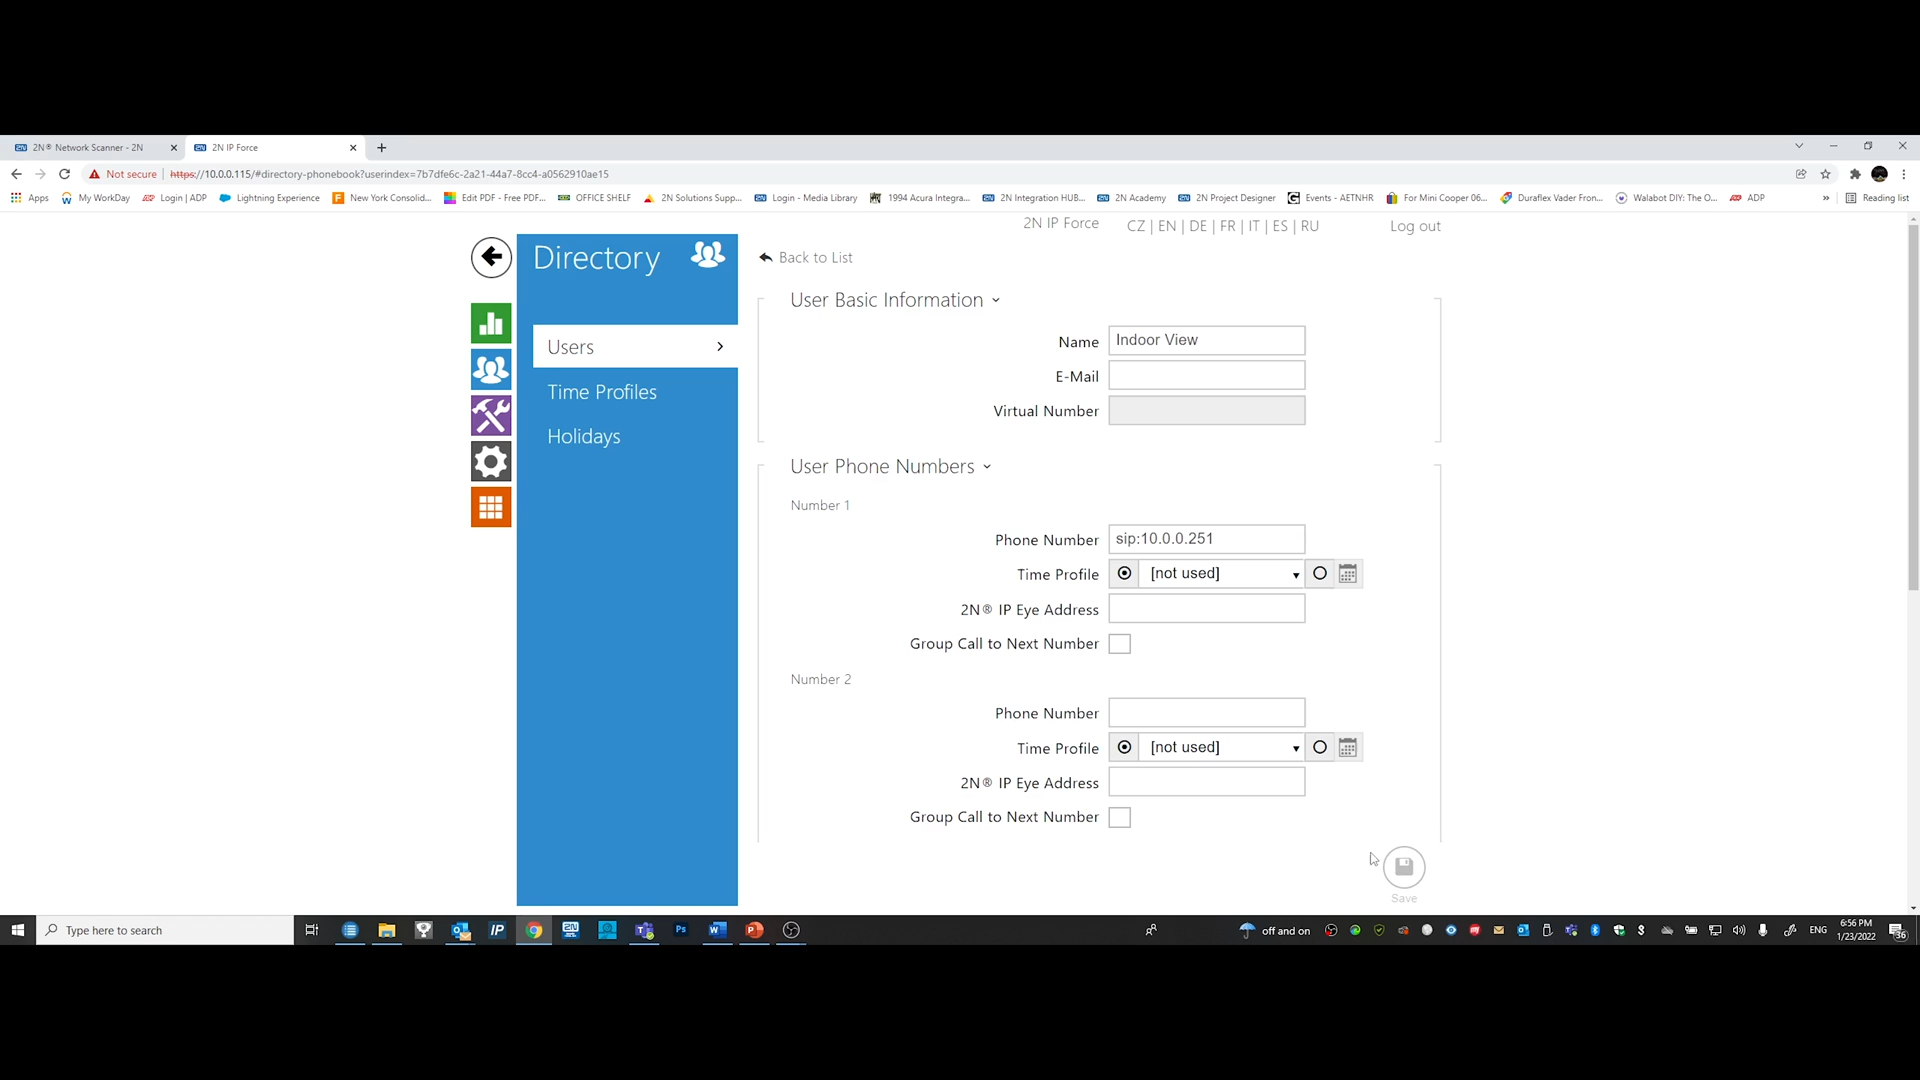 2N® Network Scanner - 2N
2N IP Force
Not secure | https://10.0.0.115/#directory-phonebook?userindex=7b7dfe6c-2a21-44a7-8cc4-a0562910ae15
Apps My WorkDay Login | ADP Lightning Experience New York Consolid... Edit PDF - Free PDF... OFFICE SHELF 2N Solutions Supp... Login - Media Library 1994 Acura Integra... 2N Integration HUB... 2N Academy 2N Project Designer Events - AETNHR For Mini Cooper 06... Duraflex Vader Fron... Walabot DIY: The O... ADP » Reading list
2N IP Force CZ | EN | DE | FR | IT | ES | RU Log out
Directory
Users
Time Profiles
Holidays
Back to List
User Basic Information
Name Indoor View
E-Mail
Virtual Number
User Phone Numbers
Number 1
Phone Number sip:10.0.0.251
Time Profile [not used]
2N® IP Eye Address
Group Call to Next Number
Number 2
Phone Number
Time Profile [not used]
2N® IP Eye Address
Group Call to Next Number
Save
Type here to search
off and on
ENG
6:56 PM
1/23/2022
36